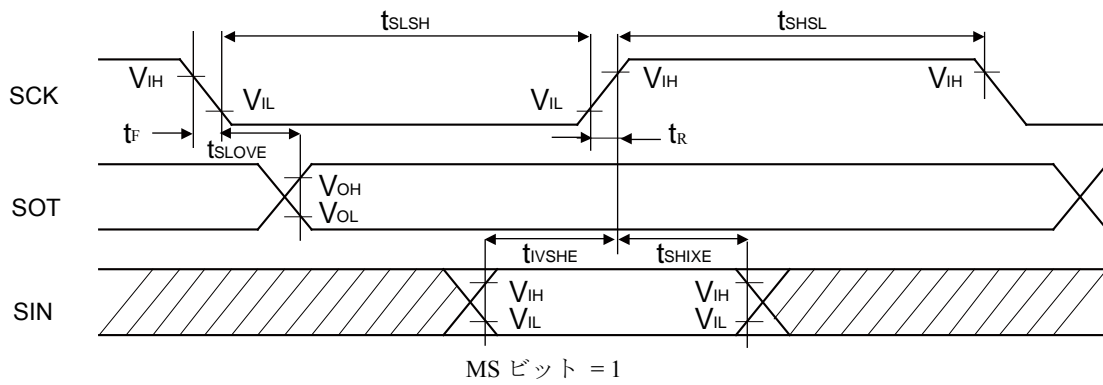 tSLSH tSHSL
SCK VIH VIL VIH VIH
tF tSLOVE tR
SOT VOH VOL
tIVSHE tSHIXE
SIN VIH VIL VIH VIL
MS ビット = 1